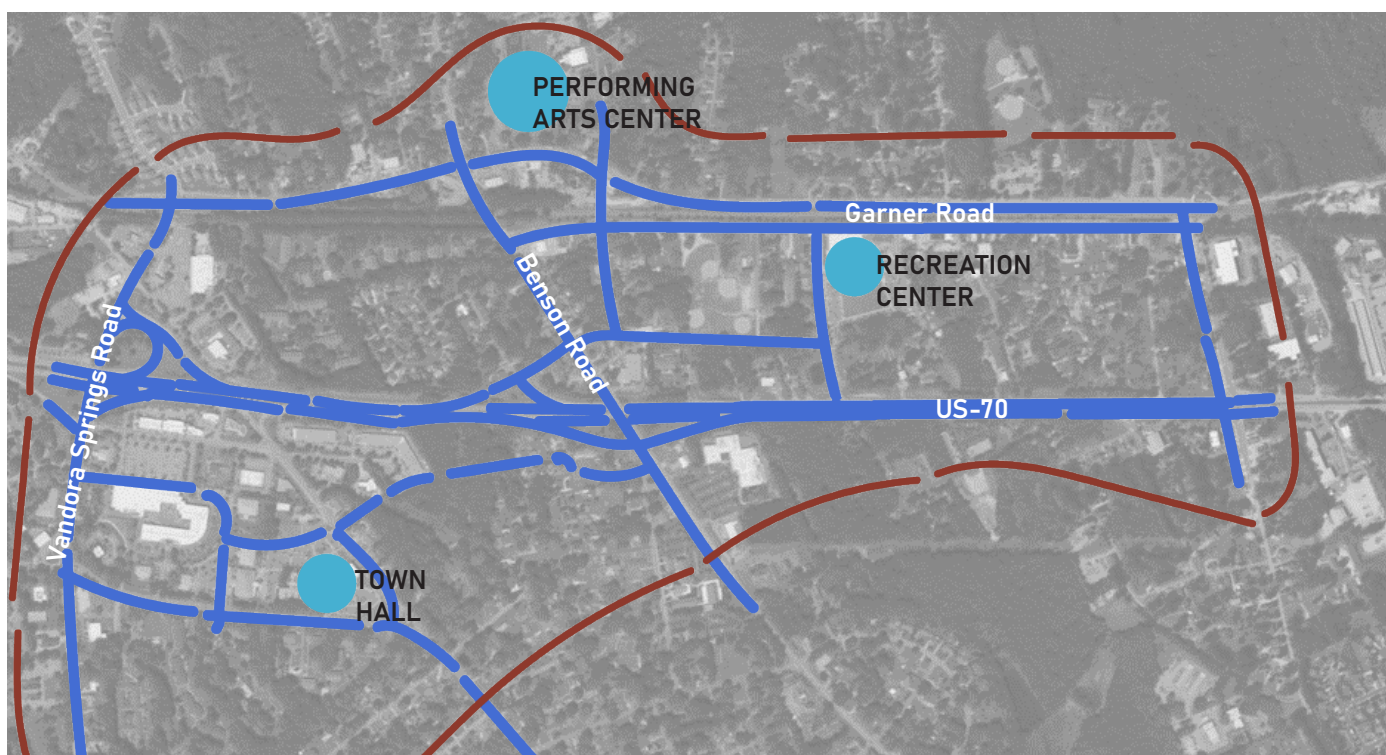 PERFORMING
ARTS CENTER
Garner Road
RECREATION
CENTER
Benson Road
Vandora Springs Road
US-70
TOWN
HALL